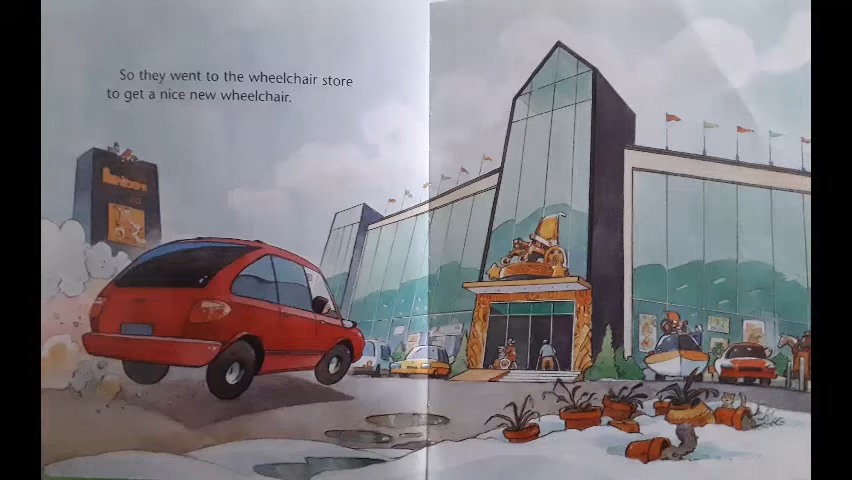 So they went to the wheelchair store
to get a nice new wheelchair.